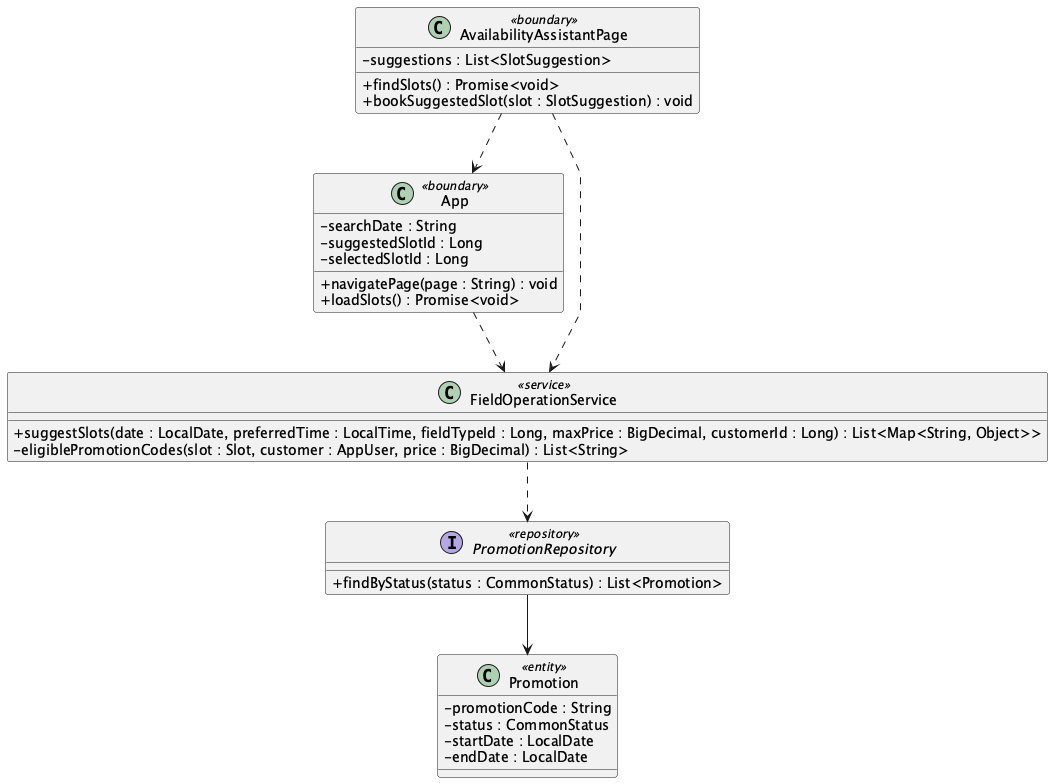 C
«boundary»
AvailabilityAssistantPage
-suggestions : List<SlotSuggestion>
+findSlots() : Promise<void>
+bookSuggestedSlot(slot : SlotSuggestion) : void
C
«boundary»
App
-searchDate : String
-suggestedSlotId : Long
-selectedSlotId : Long
+navigatePage(page : String) : void
+loadSlots() : Promise<void>
C
«service»
FieldOperationService
+suggestSlots(date : LocalDate, preferredTime : LocalTime, fieldTypeId : Long, maxPrice : BigDecimal, customerId : Long) : List<Map<String, Object>>
-eligiblePromotionCodes(slot : Slot, customer : AppUser, price : BigDecimal) : List<String>
I
«repository»
PromotionRepository
+findByStatus(status : CommonStatus) : List<Promotion>
C
«entity»
Promotion
-promotionCode : String
-status : CommonStatus
-startDate : LocalDate
-endDate : LocalDate